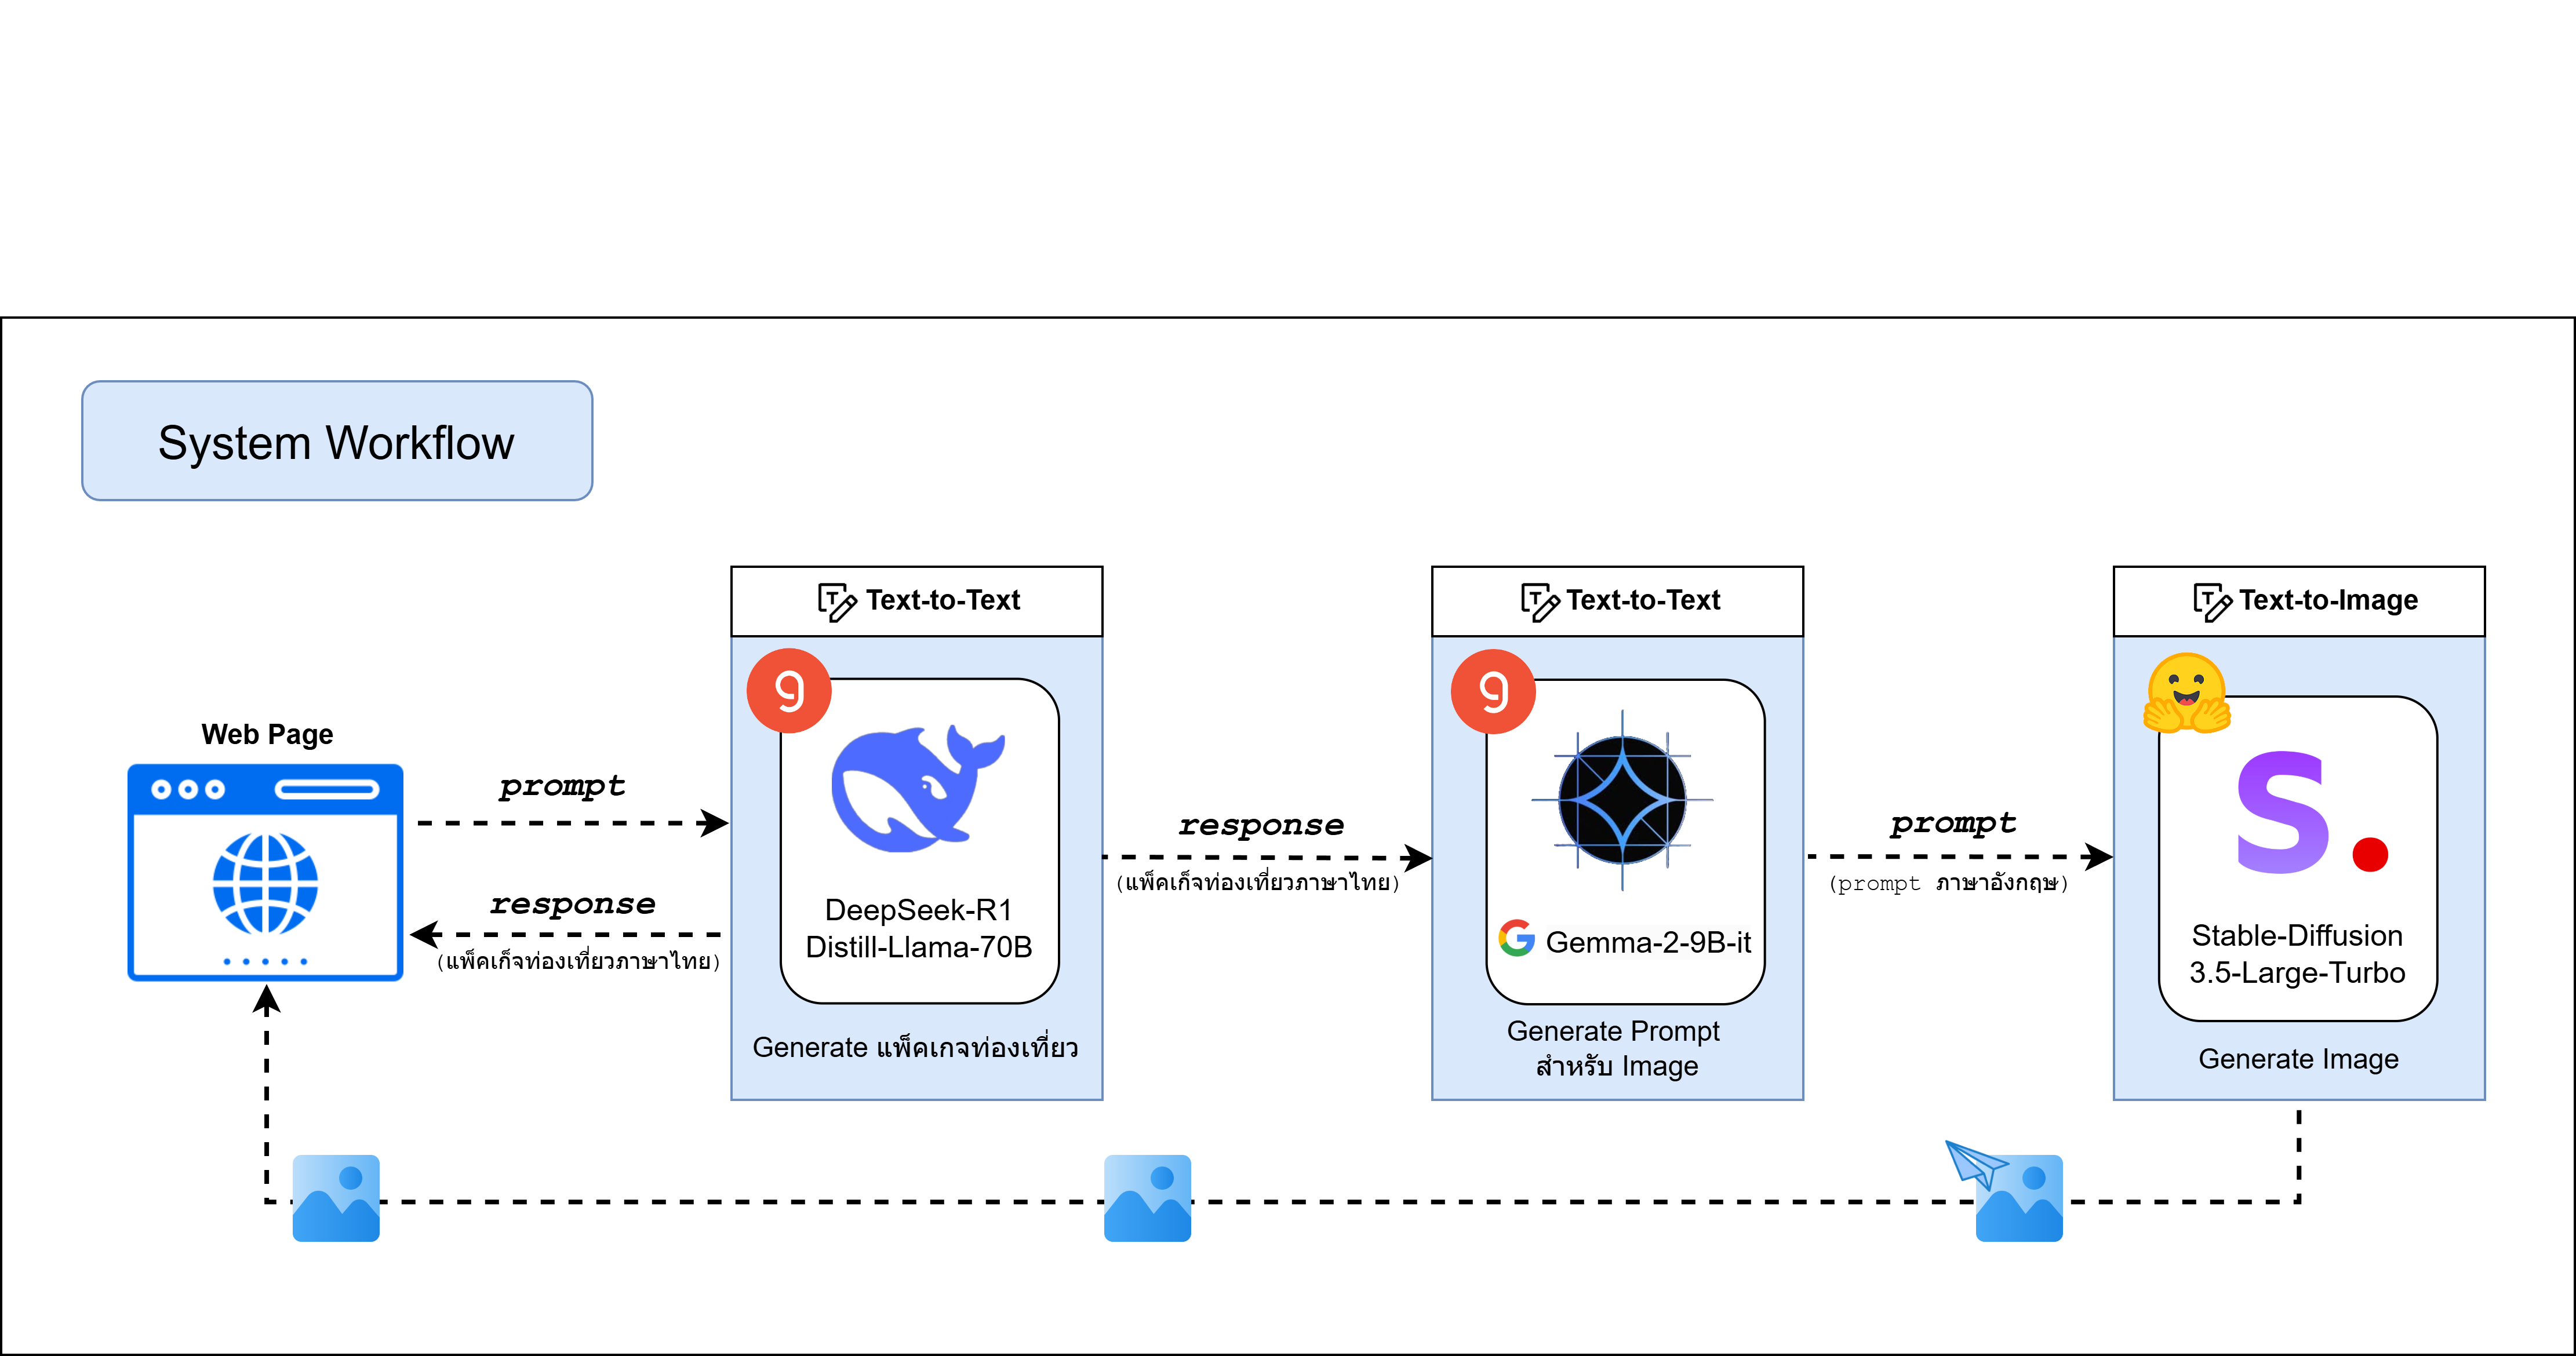 System Workflow
Text-to-Text
Text-to-Text
Text-to-Image
Web Page
prompt
response
(แพ็คเก็จท่องเที่ยวภาษาไทย)
DeepSeek-R1
Distill-Llama-70B
Generate แพ็คเกจท่องเที่ยว
response
(แพ็คเก็จท่องเที่ยวภาษาไทย)
Gemma-2-9B-it
Generate Prompt
สำหรับ Image
prompt
(prompt ภาษาอังกฤษ)
S.
Stable-Diffusion
3.5-Large-Turbo
Generate Image